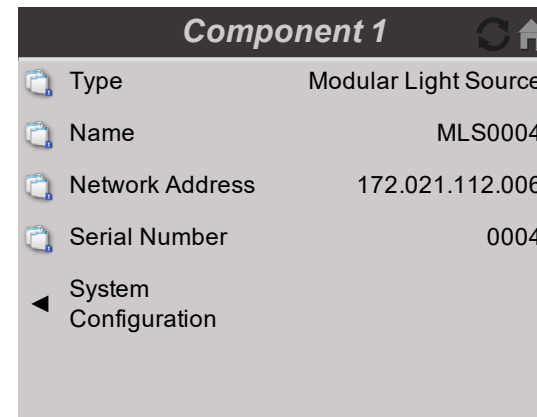 Component 1
Type Modular Light Source
Name MLS0004
Network Address 172.021.112.006
Serial Number 0004
System
Configuration